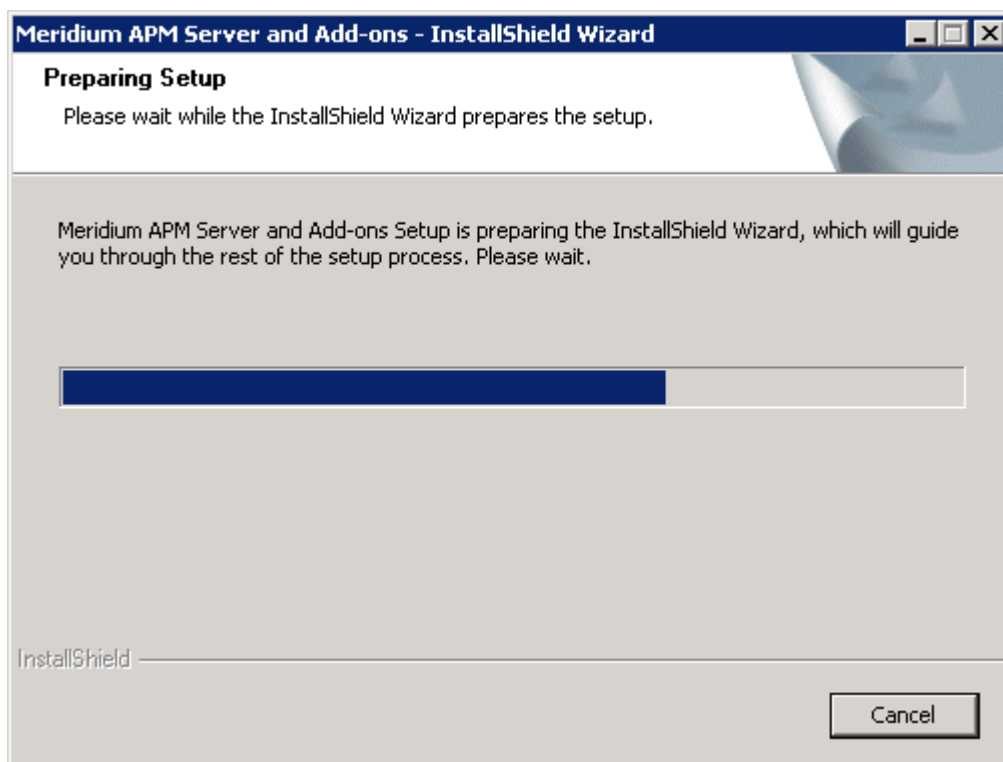 Meridium APM Server and Add-ons - InstallShield Wizard
Preparing Setup
Please wait while the InstallShield Wizard prepares the setup.
Meridium APM Server and Add-ons Setup is preparing the InstallShield Wizard, which will guide
you through the rest of the setup process. Please wait.
InstallShield
Cancel